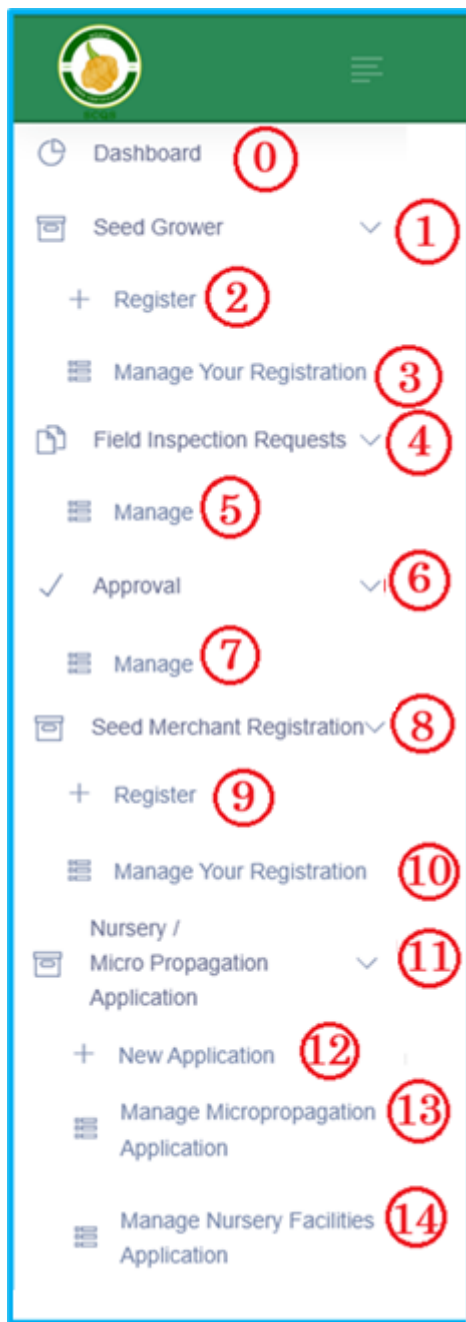 SCQS
Dashboard 0
Seed Grower 1
+ Register 2
Manage Your Registration 3
Field Inspection Requests 4
Manage 5
Approval 6
Manage 7
Seed Merchant Registration 8
+ Register 9
Manage Your Registration 10
Nursery /
Micro Propagation 11
Application
+ New Application 12
Manage Micropropagation 13
Application
Manage Nursery Facilities 14
Application